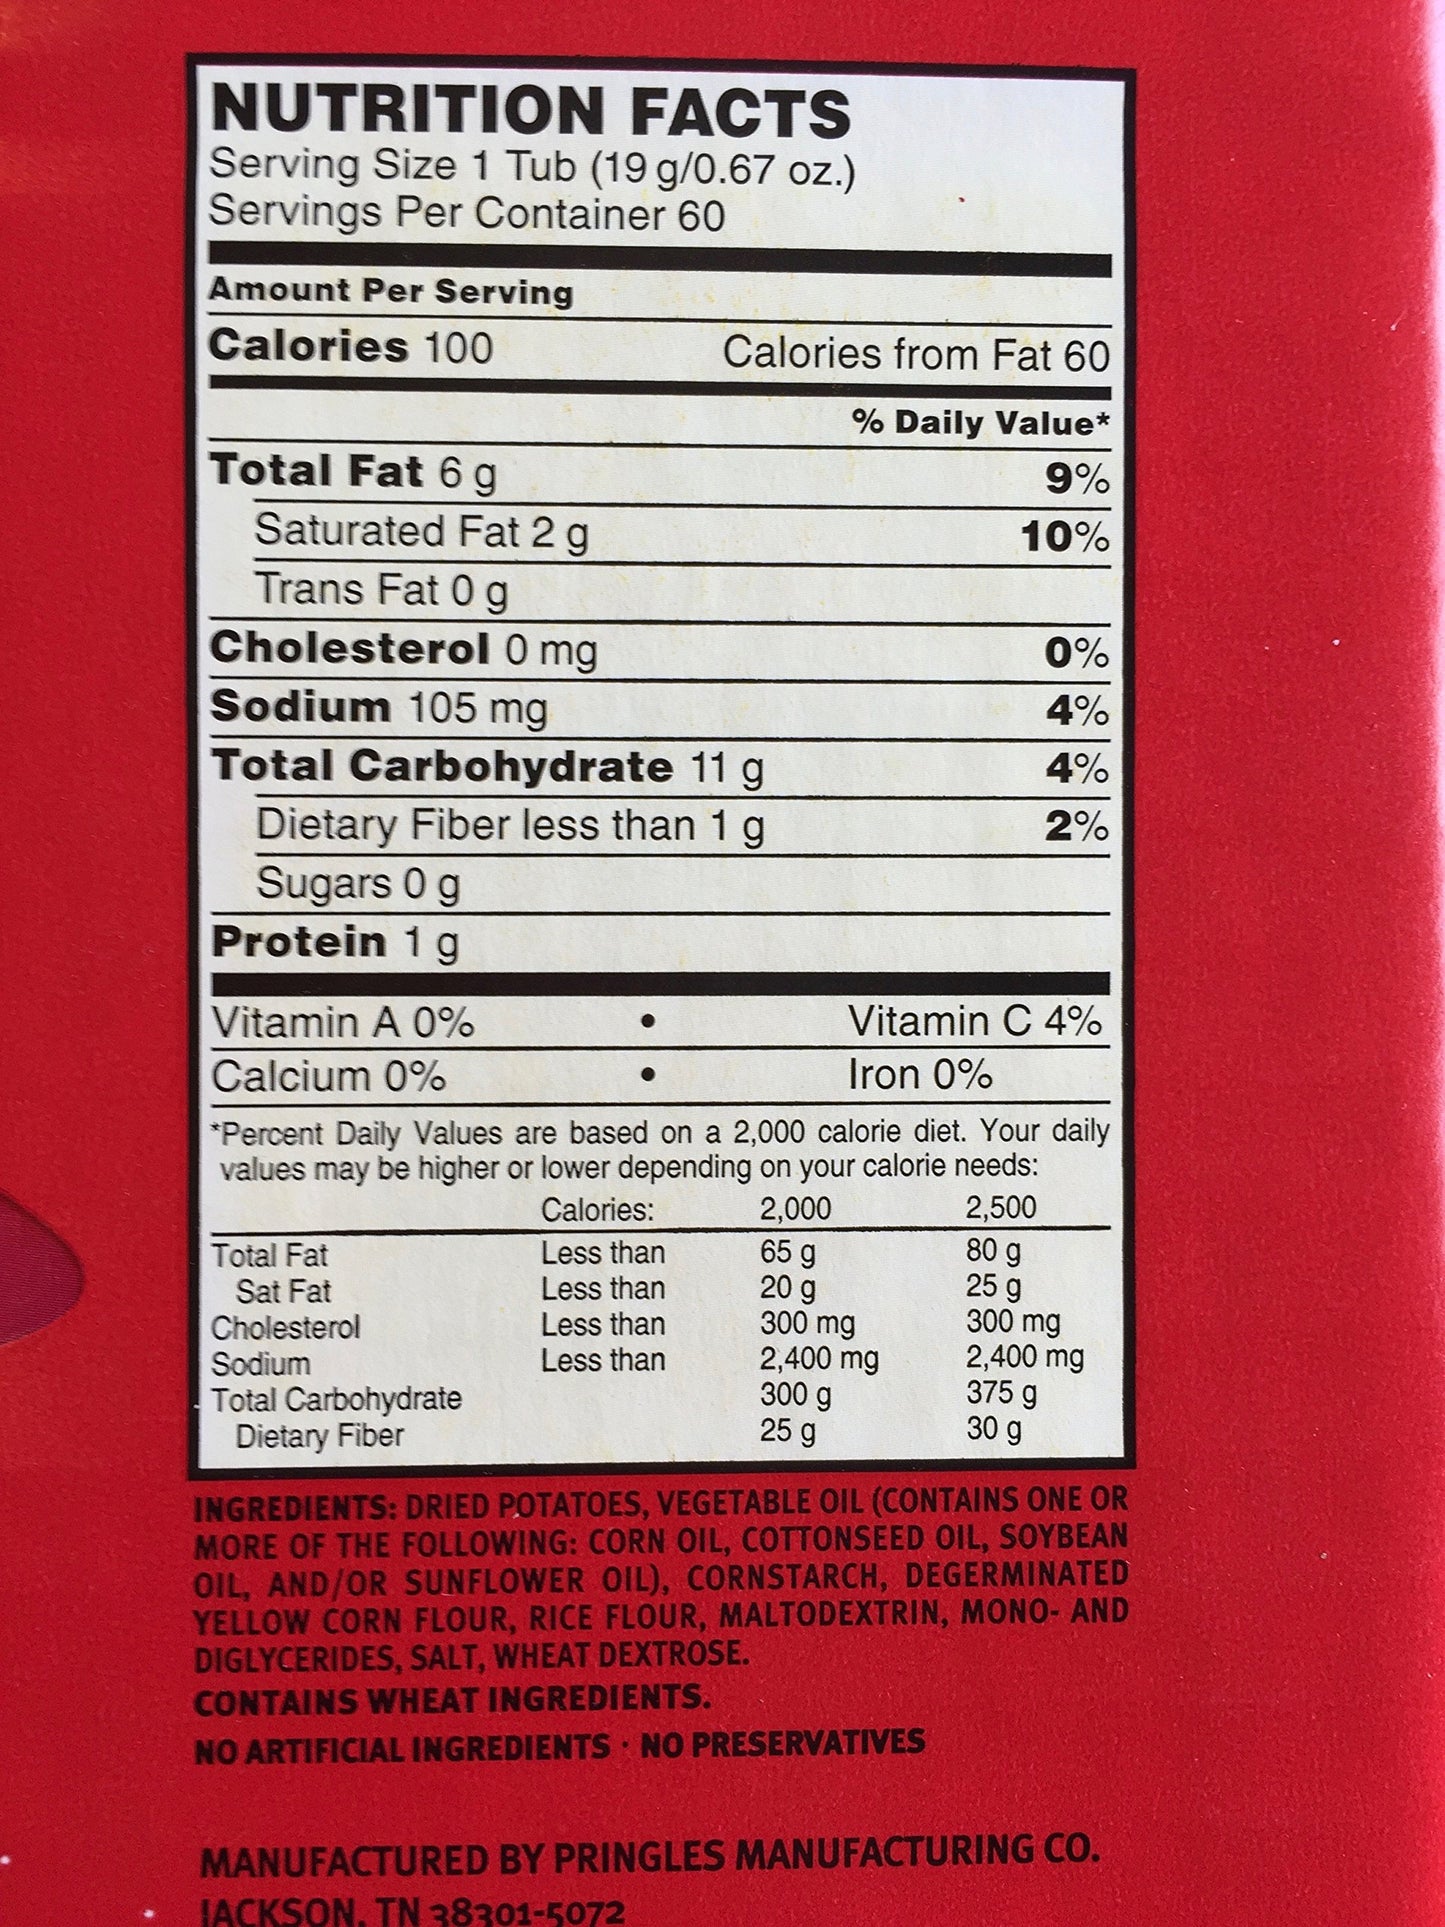 NUTRITION FACTS
Serving Size 1 Tub (19 g/0.67 oz.)
Servings Per Container 60
Amount Per Serving
Calories 100 Calories from Fat 60
% Daily Value*
Total Fat 6 g 9%
Saturated Fat 2 g 10%
Trans Fat 0 g
Cholesterol 0 mg 0%
Sodium 105 mg 4%
Total Carbohydrate 11 g 4%
Dietary Fiber less than 1 g 2%
Sugars 0 g
Protein 1 g
Vitamin A 0% • Vitamin C 4%
Calcium 0% • Iron 0%
*Percent Daily Values are based on a 2,000 calorie diet. Your daily
values may be higher or lower depending on your calorie needs:
Calories: 2,000 2,500
Total Fat Less than 65 g 80 g
Sat Fat Less than 20 g 25 g
Cholesterol Less than 300 mg 300 mg
Sodium Less than 2,400 mg 2,400 mg
Total Carbohydrate 300 g 375 g
Dietary Fiber 25 g 30 g
INGREDIENTS: DRIED POTATOES, VEGETABLE OIL (CONTAINS ONE OR
MORE OF THE FOLLOWING: CORN OIL, COTTONSEED OIL, SOYBEAN
OIL, AND/OR SUNFLOWER OIL), CORNSTARCH, DEGERMINATED
YELLOW CORN FLOUR, RICE FLOUR, MALTODEXTRIN, MONO- AND
DIGLYCERIDES, SALT, WHEAT DEXTROSE.
CONTAINS WHEAT INGREDIENTS.
NO ARTIFICIAL INGREDIENTS · NO PRESERVATIVES
MANUFACTURED BY PRINGLES MANUFACTURING CO.
JACKSON, TN 38301-5072